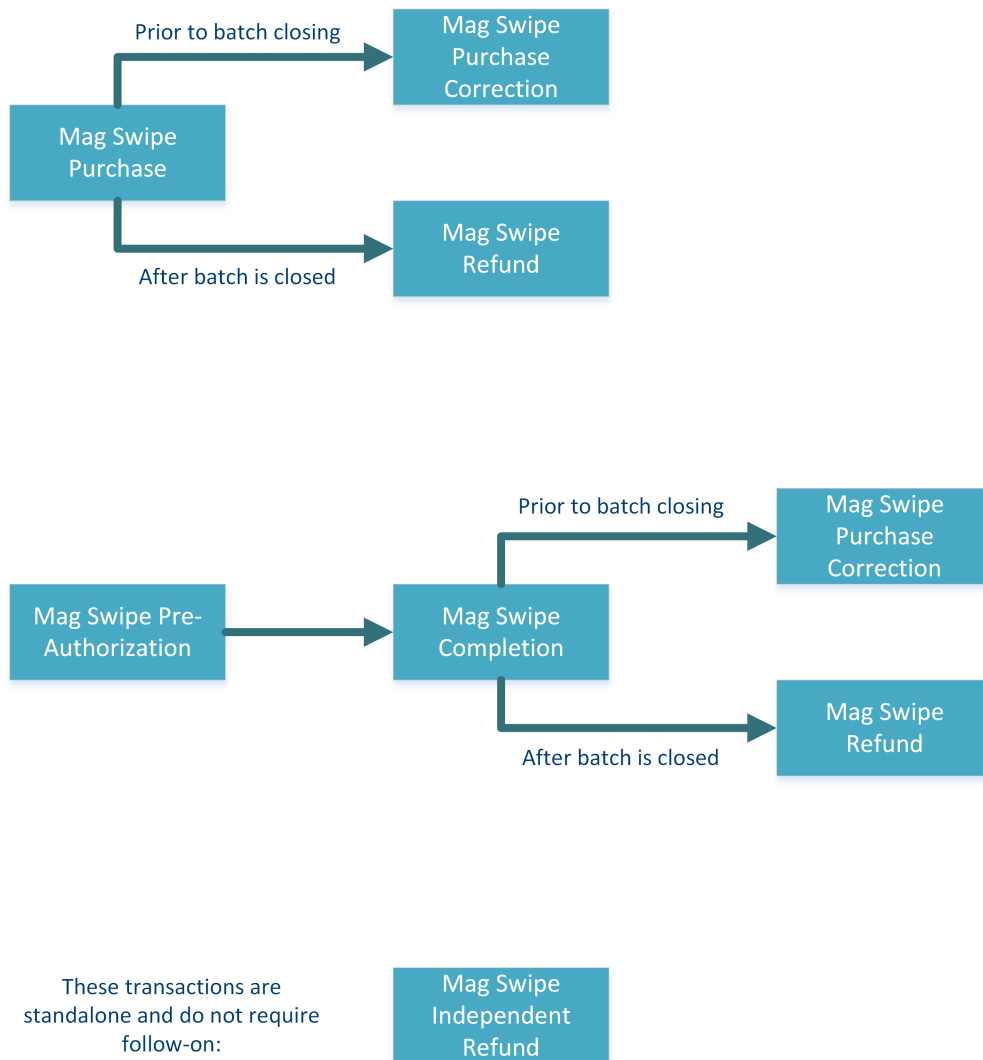 Prior to batch closing
Mag Swipe
Purchase
Correction
Mag Swipe
Purchase
Mag Swipe
Refund
After batch is closed
Prior to batch closing
Mag Swipe
Purchase
Correction
Mag Swipe Pre-
Authorization
Mag Swipe
Completion
Mag Swipe
Refund
After batch is closed
These transactions are
standalone and do not require
follow-on:
Mag Swipe
Independent
Refund